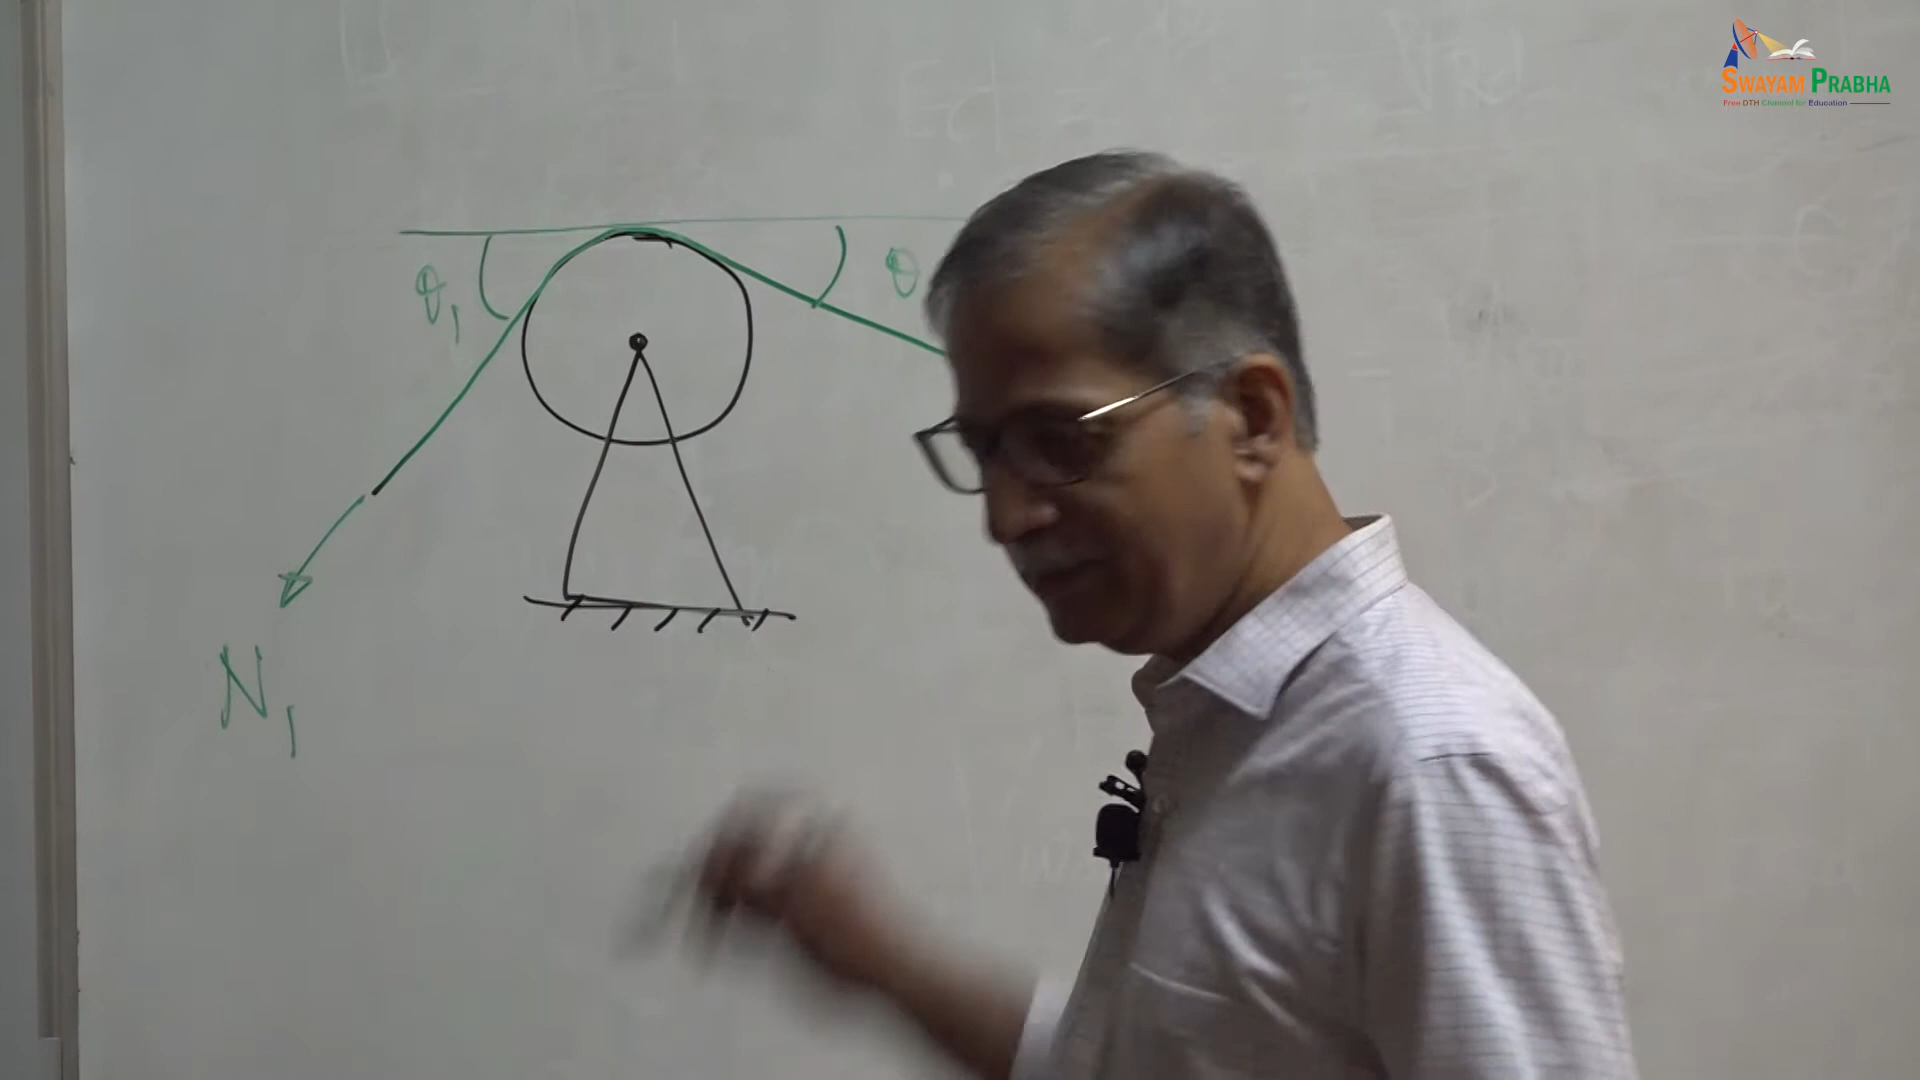 SWAYAM PRABHA
Free DTH Channel for Education
θ₁
θ
N₁